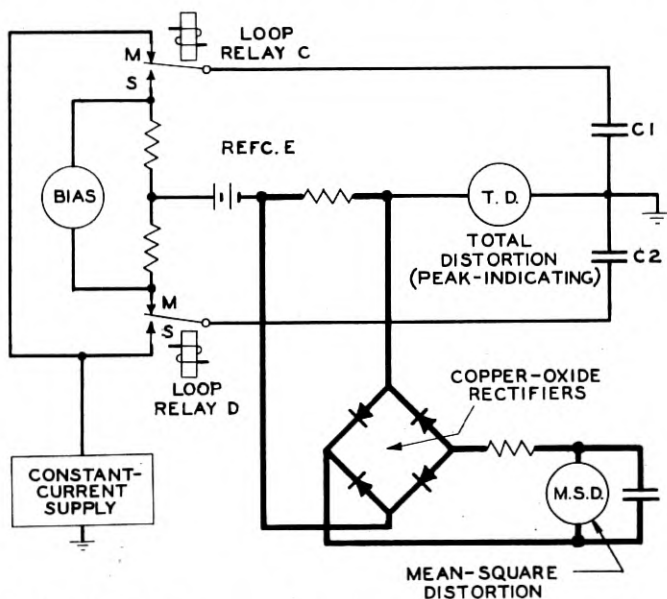 LOOP
RELAY C
M
S
C1
REFC. E
BIAS
T.D.
TOTAL
DISTORTION
(PEAK-INDICATING)
C2
M
S
LOOP
RELAY D
COPPER-OXIDE
RECTIFIERS
CONSTANT-
CURRENT
SUPPLY
M.S.D.
MEAN-SQUARE
DISTORTION